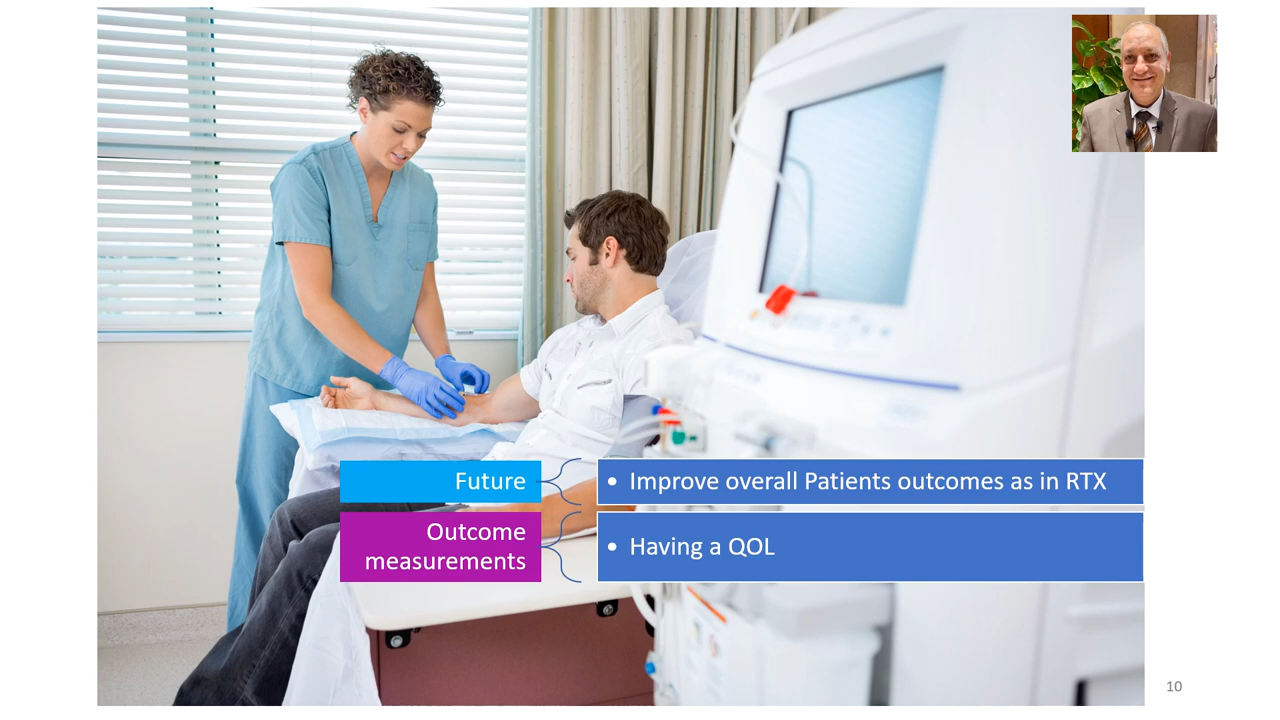 Future
• Improve overall Patients outcomes as in RTX
Outcome
measurements
• Having a QOL
10